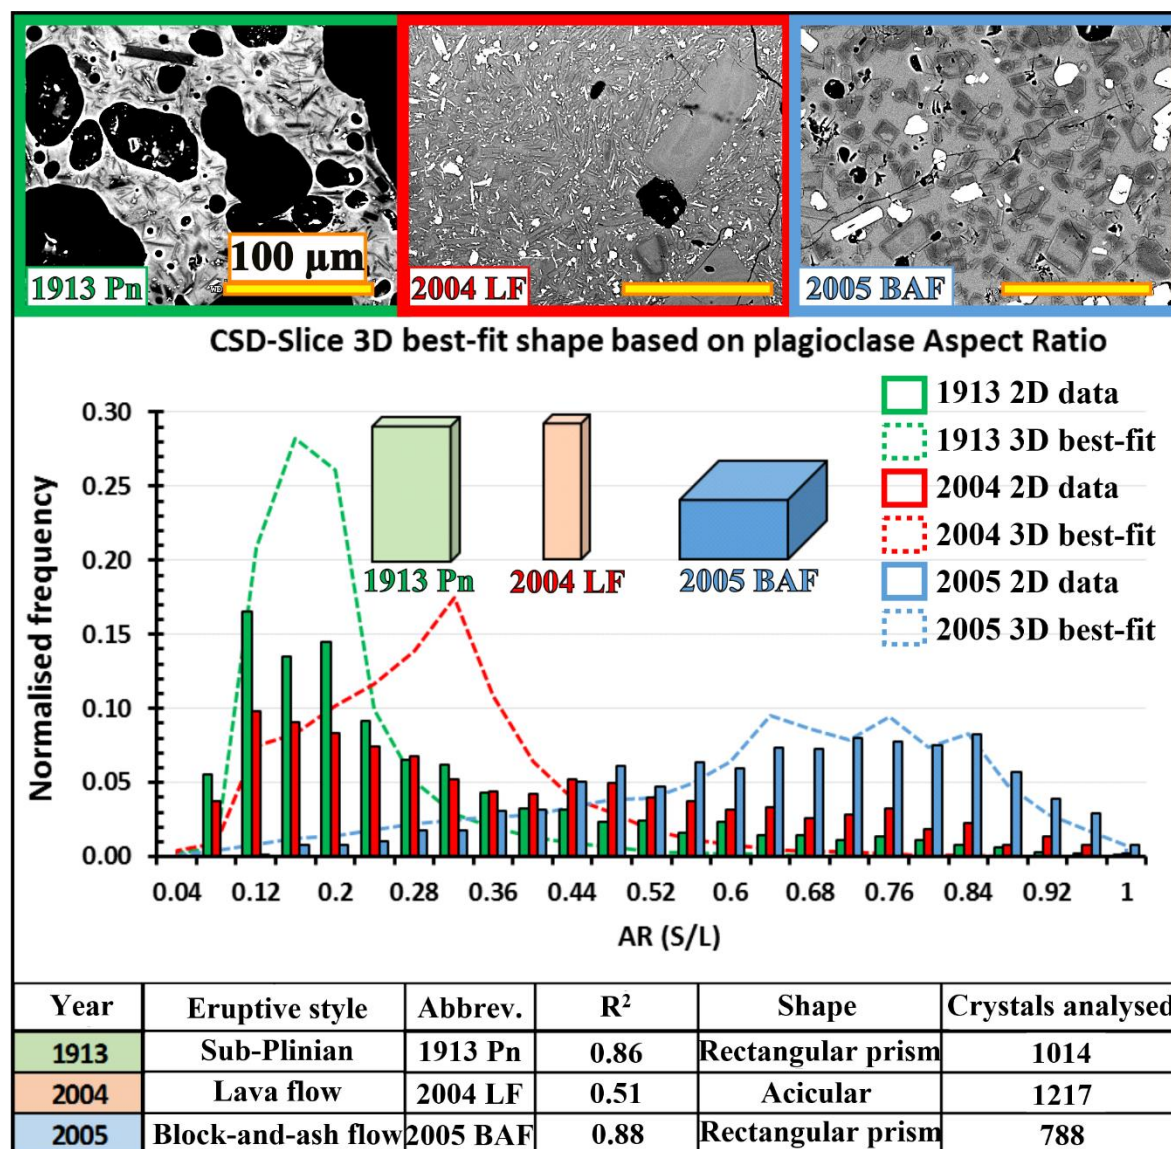 100 µm
1913 Pn
2004 LF
2005 BAF
CSD-Slice 3D best-fit shape based on plagioclase Aspect Ratio
1913 2D data
1913 3D best-fit
2004 2D data
2004 3D best-fit
2005 2D data
2005 3D best-fit
1913 Pn
2004 LF
2005 BAF
Normalised frequency
0.30
0.25
0.20
0.15
0.10
0.05
0.00
0.04 0.12 0.2 0.28 0.36 0.44 0.52 0.6 0.68 0.76 0.84 0.92 1
AR (S/L)
Year Eruptive style Abbrev. R² Shape Crystals analysed
1913 Sub-Plinian 1913 Pn 0.86 Rectangular prism 1014
2004 Lava flow 2004 LF 0.51 Acicular 1217
2005 Block-and-ash flow 2005 BAF 0.88 Rectangular prism 788